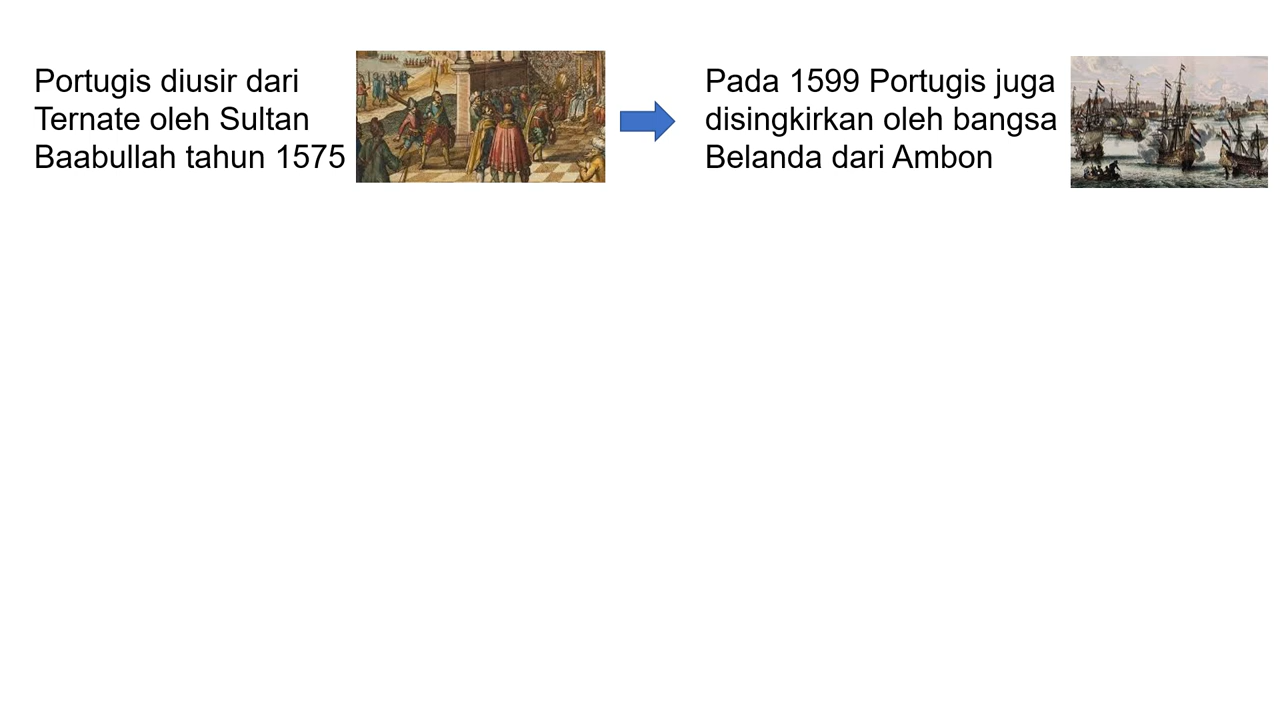 Portugis diusir dari
Ternate oleh Sultan
Baabullah tahun 1575
Pada 1599 Portugis juga
disingkirkan oleh bangsa
Belanda dari Ambon